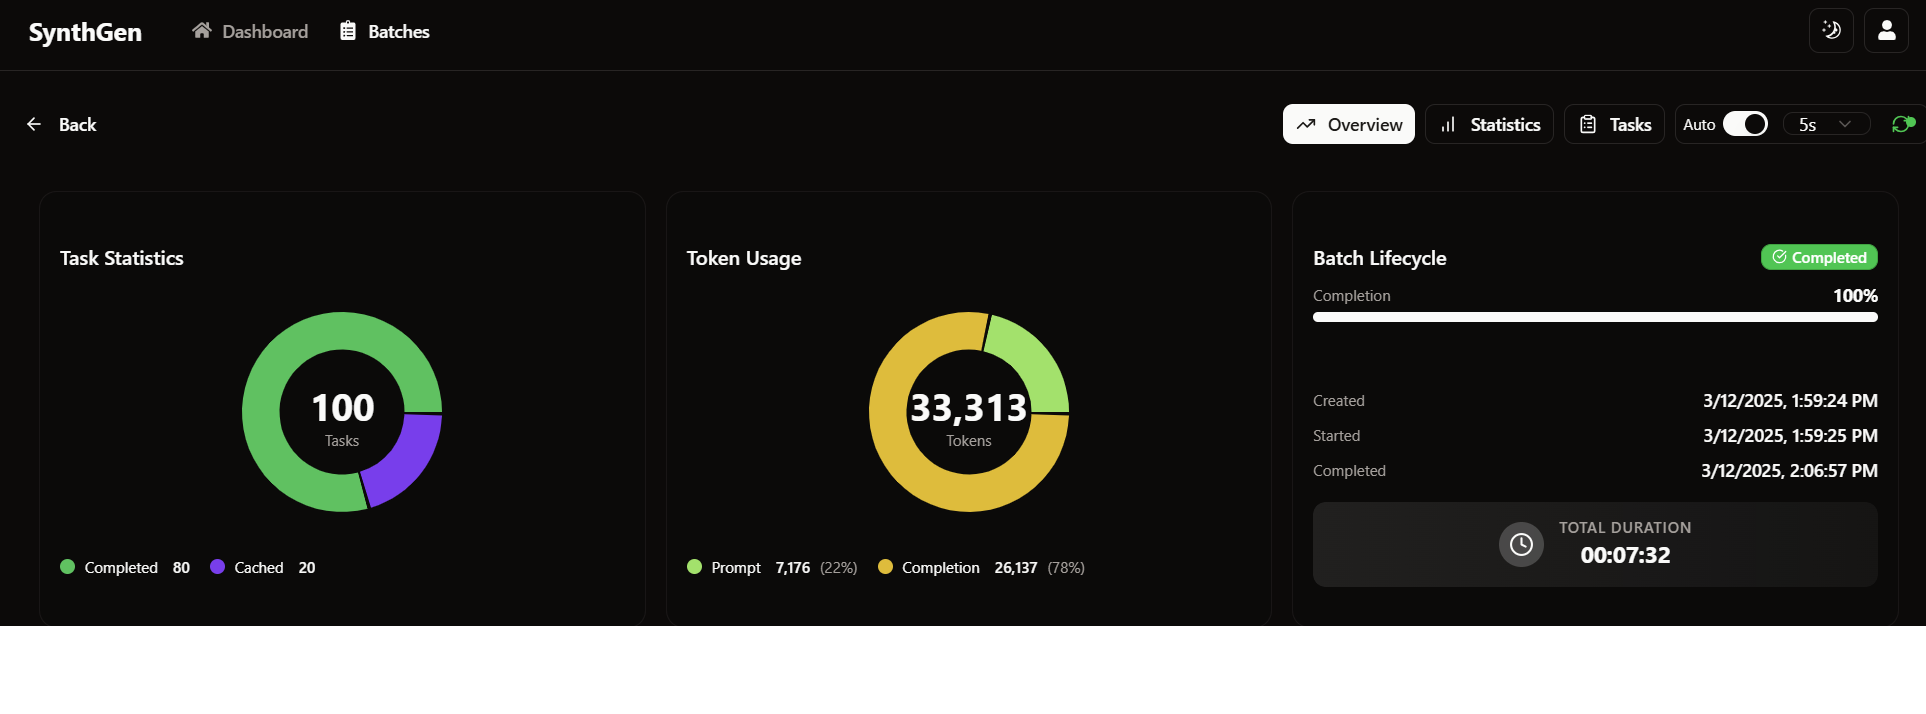 SynthGen Dashboard Batches
Back
Overview Statistics Tasks Auto 5s
Task Statistics
100
Tasks
Completed 80 Cached 20
Token Usage
33,313
Tokens
Prompt 7,176 (22%) Completion 26,137 (78%)
Batch Lifecycle Completed
Completion 100%
Created 3/12/2025, 1:59:24 PM
Started 3/12/2025, 1:59:25 PM
Completed 3/12/2025, 2:06:57 PM
TOTAL DURATION
00:07:32